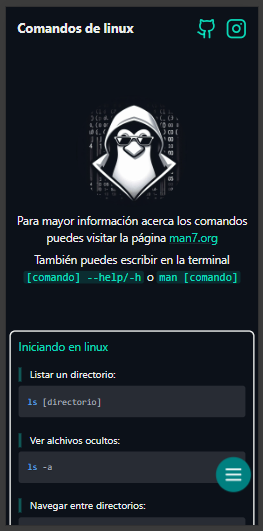 Comandos de linux
Para mayor información acerca los comandos
puedes visitar la página man7.org
También puedes escribir en la terminal
[comando] --help/-h o man [comando]
Iniciando en linux
Listar un directorio:
ls [directorio]
Ver alchivos ocultos:
ls -a
Navegar entre directorios: